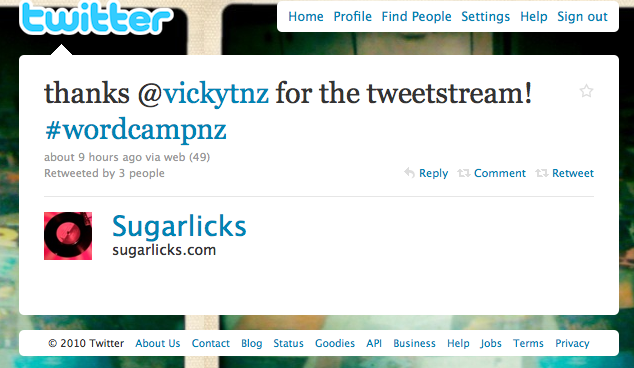 twitter
Home Profile Find People Settings Help Sign out
thanks @vickytnz for the tweetstream!
#wordcampnz
about 9 hours ago via web (49)
Retweeted by 3 people
Reply Comment Retweet
Sugarlicks
sugarlicks.com
© 2010 Twitter About Us Contact Blog Status Goodies API Business Help Jobs Terms Privacy